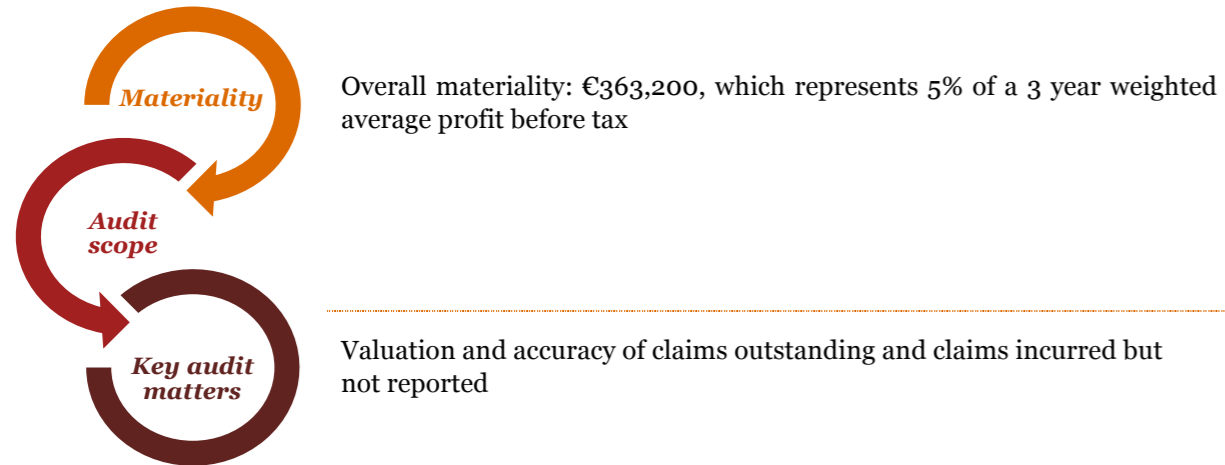 Materiality
Overall materiality: €363,200, which represents 5% of a 3 year weighted
average profit before tax
Audit
scope
Key audit
matters
Valuation and accuracy of claims outstanding and claims incurred but
not reported